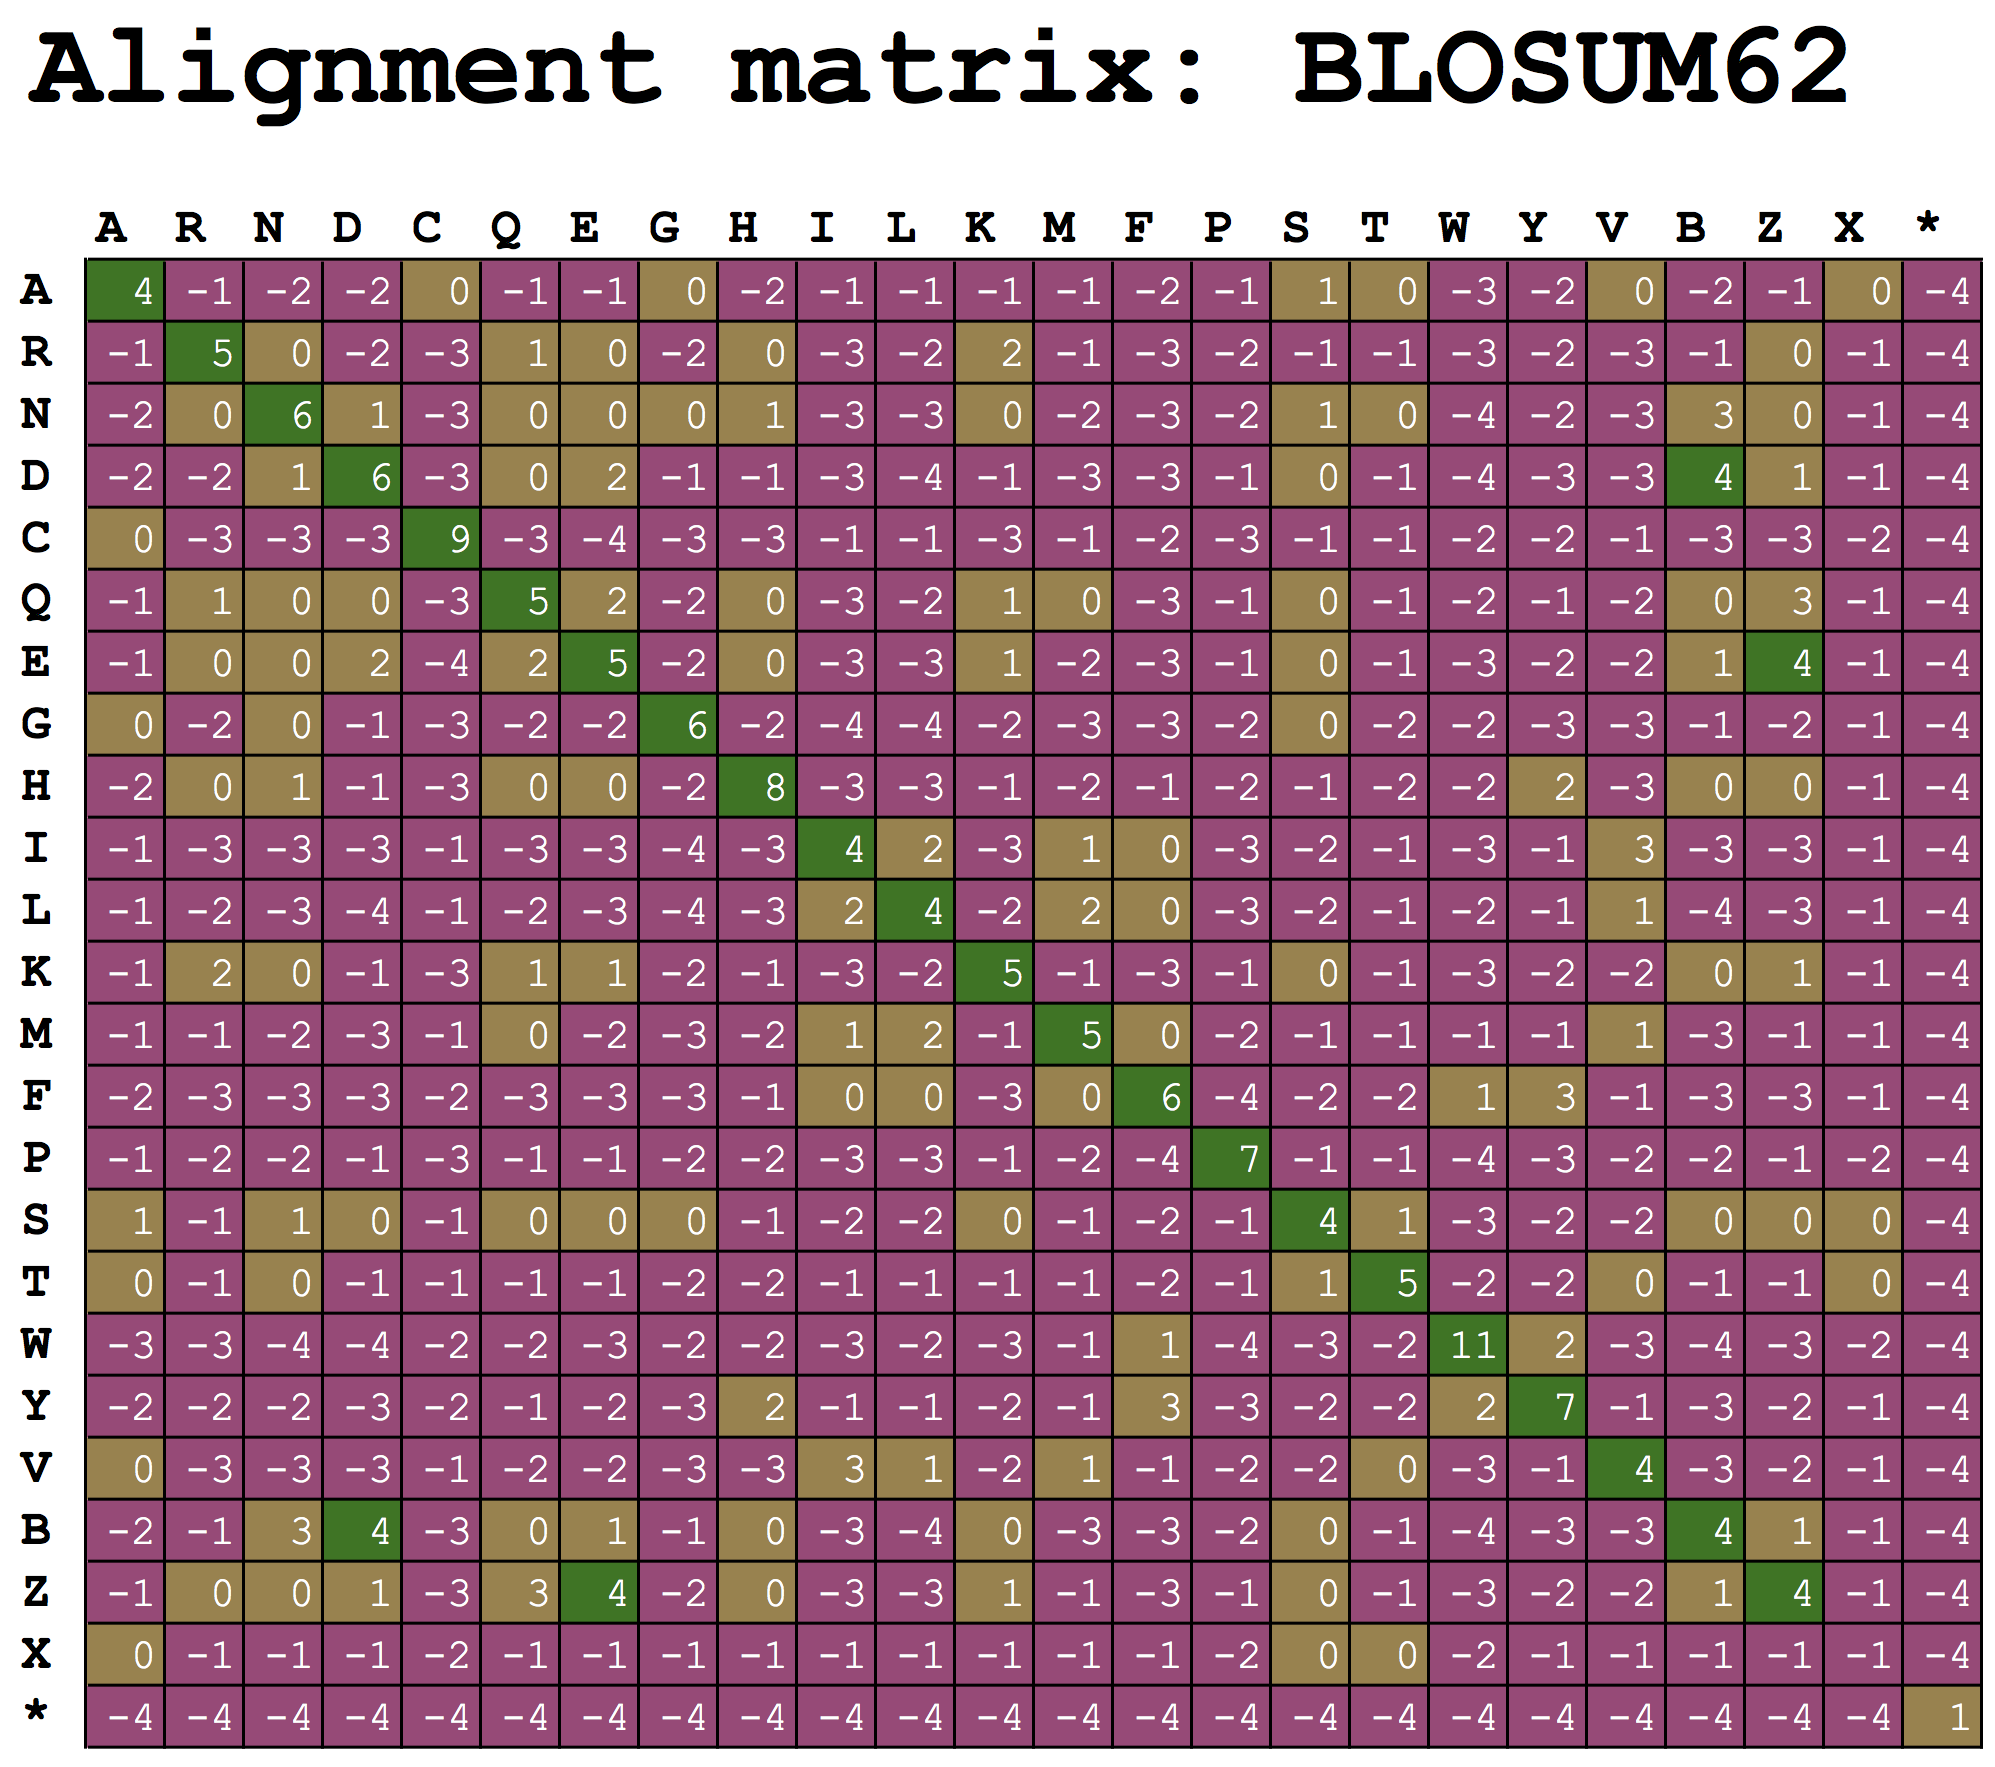 Alignment matrix: BLOSUM62
A R N D C Q E G H I L K M F P S T W Y V B Z X *
A 4 -1 -2 -2 0 -1 -1 0 -2 -1 -1 -1 -1 -2 -1 1 0 -3 -2 0 -2 -1 0 -4
R -1 5 0 -2 -3 1 0 -2 0 -3 -2 2 -1 -3 -2 -1 -1 -3 -2 -3 -1 0 -1 -4
N -2 0 6 1 -3 0 0 0 1 -3 -3 0 -2 -3 -2 1 0 -4 -2 -3 3 0 -1 -4
D -2 -2 1 6 -3 0 2 -1 -1 -3 -4 -1 -3 -3 -1 0 -1 -4 -3 -3 4 1 -1 -4
C 0 -3 -3 -3 9 -3 -4 -3 -3 -1 -1 -3 -1 -2 -3 -1 -1 -2 -2 -1 -3 -3 -2 -4
Q -1 1 0 0 -3 5 2 -2 0 -3 -2 1 0 -3 -1 0 -1 -2 -1 -2 0 3 -1 -4
E -1 0 0 2 -4 2 5 -2 0 -3 -3 1 -2 -3 -1 0 -1 -3 -2 -2 1 4 -1 -4
G 0 -2 0 -1 -3 -2 -2 6 -2 -4 -4 -2 -3 -3 -2 0 -2 -2 -3 -3 -1 -2 -1 -4
H -2 0 1 -1 -3 0 0 -2 8 -3 -3 -1 -2 -1 -2 -1 -2 -2 2 -3 0 0 -1 -4
I -1 -3 -3 -3 -1 -3 -3 -4 -3 4 2 -3 1 0 -3 -2 -1 -3 -1 3 -3 -3 -1 -4
L -1 -2 -3 -4 -1 -2 -3 -4 -3 2 4 -2 2 0 -3 -2 -1 -2 -1 1 -4 -3 -1 -4
K -1 2 0 -1 -3 1 1 -2 -1 -3 -2 5 -1 -3 -1 0 -1 -3 -2 -2 0 1 -1 -4
M -1 -1 -2 -3 -1 0 -2 -3 -2 1 2 -1 5 0 -2 -1 -1 -1 -1 1 -3 -1 -1 -4
F -2 -3 -3 -3 -2 -3 -3 -3 -1 0 0 -3 0 6 -4 -2 -2 1 3 -1 -3 -3 -1 -4
P -1 -2 -2 -1 -3 -1 -1 -2 -2 -3 -3 -1 -2 -4 7 -1 -1 -4 -3 -2 -2 -1 -2 -4
S 1 -1 1 0 -1 0 0 0 -1 -2 -2 0 -1 -2 -1 4 1 -3 -2 -2 0 0 0 -4
T 0 -1 0 -1 -1 -1 -1 -2 -2 -1 -1 -1 -1 -2 -1 1 5 -2 -2 0 -1 -1 0 -4
W -3 -3 -4 -4 -2 -2 -3 -2 -2 -3 -2 -3 -1 1 -4 -3 -2 11 2 -3 -4 -3 -2 -4
Y -2 -2 -2 -3 -2 -1 -2 -3 2 -1 -1 -2 -1 3 -3 -2 -2 2 7 -1 -3 -2 -1 -4
V 0 -3 -3 -3 -1 -2 -2 -3 -3 3 1 -2 1 -1 -2 -2 0 -3 -1 4 -3 -2 -1 -4
B -2 -1 3 4 -3 0 1 -1 0 -3 -4 0 -3 -3 -2 0 -1 -4 -3 -3 4 1 -1 -4
Z -1 0 0 1 -3 3 4 -2 0 -3 -3 1 -1 -3 -1 0 -1 -3 -2 -2 1 4 -1 -4
X 0 -1 -1 -1 -2 -1 -1 -1 -1 -1 -1 -1 -1 -1 -2 0 0 -2 -1 -1 -1 -1 -1 -4
* -4 -4 -4 -4 -4 -4 -4 -4 -4 -4 -4 -4 -4 -4 -4 -4 -4 -4 -4 -4 -4 -4 -4 1